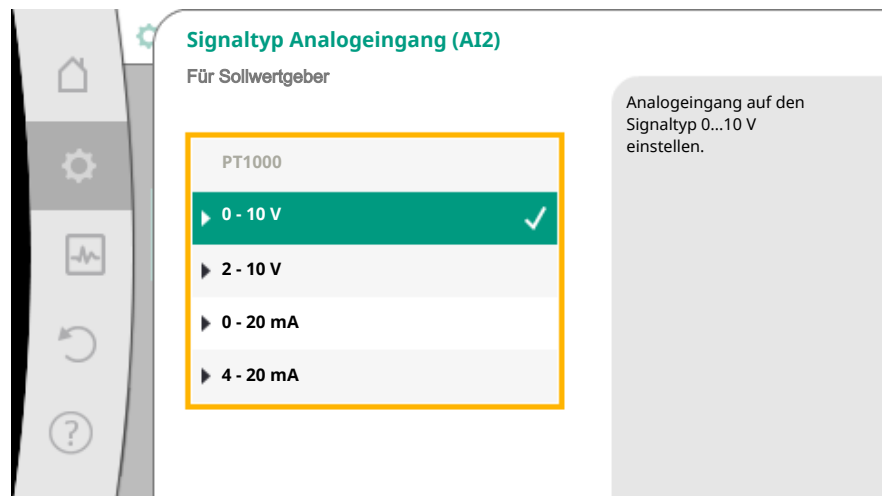 Signaltyp Analogeingang (AI2)
Für Sollwertgeber
PT1000
0 - 10 V
2 - 10 V
0 - 20 mA
4 - 20 mA
Analogeingang auf den
Signaltyp 0...10 V
einstellen.
?